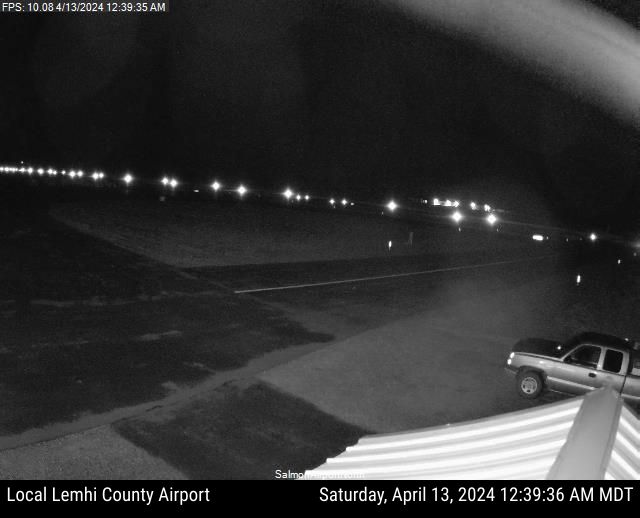 FPS: 10.08 4/13/2024 12:39:35 AM
Local Lemhi County Airport
Saturday, April 13, 2024 12:39:36 AM MDT